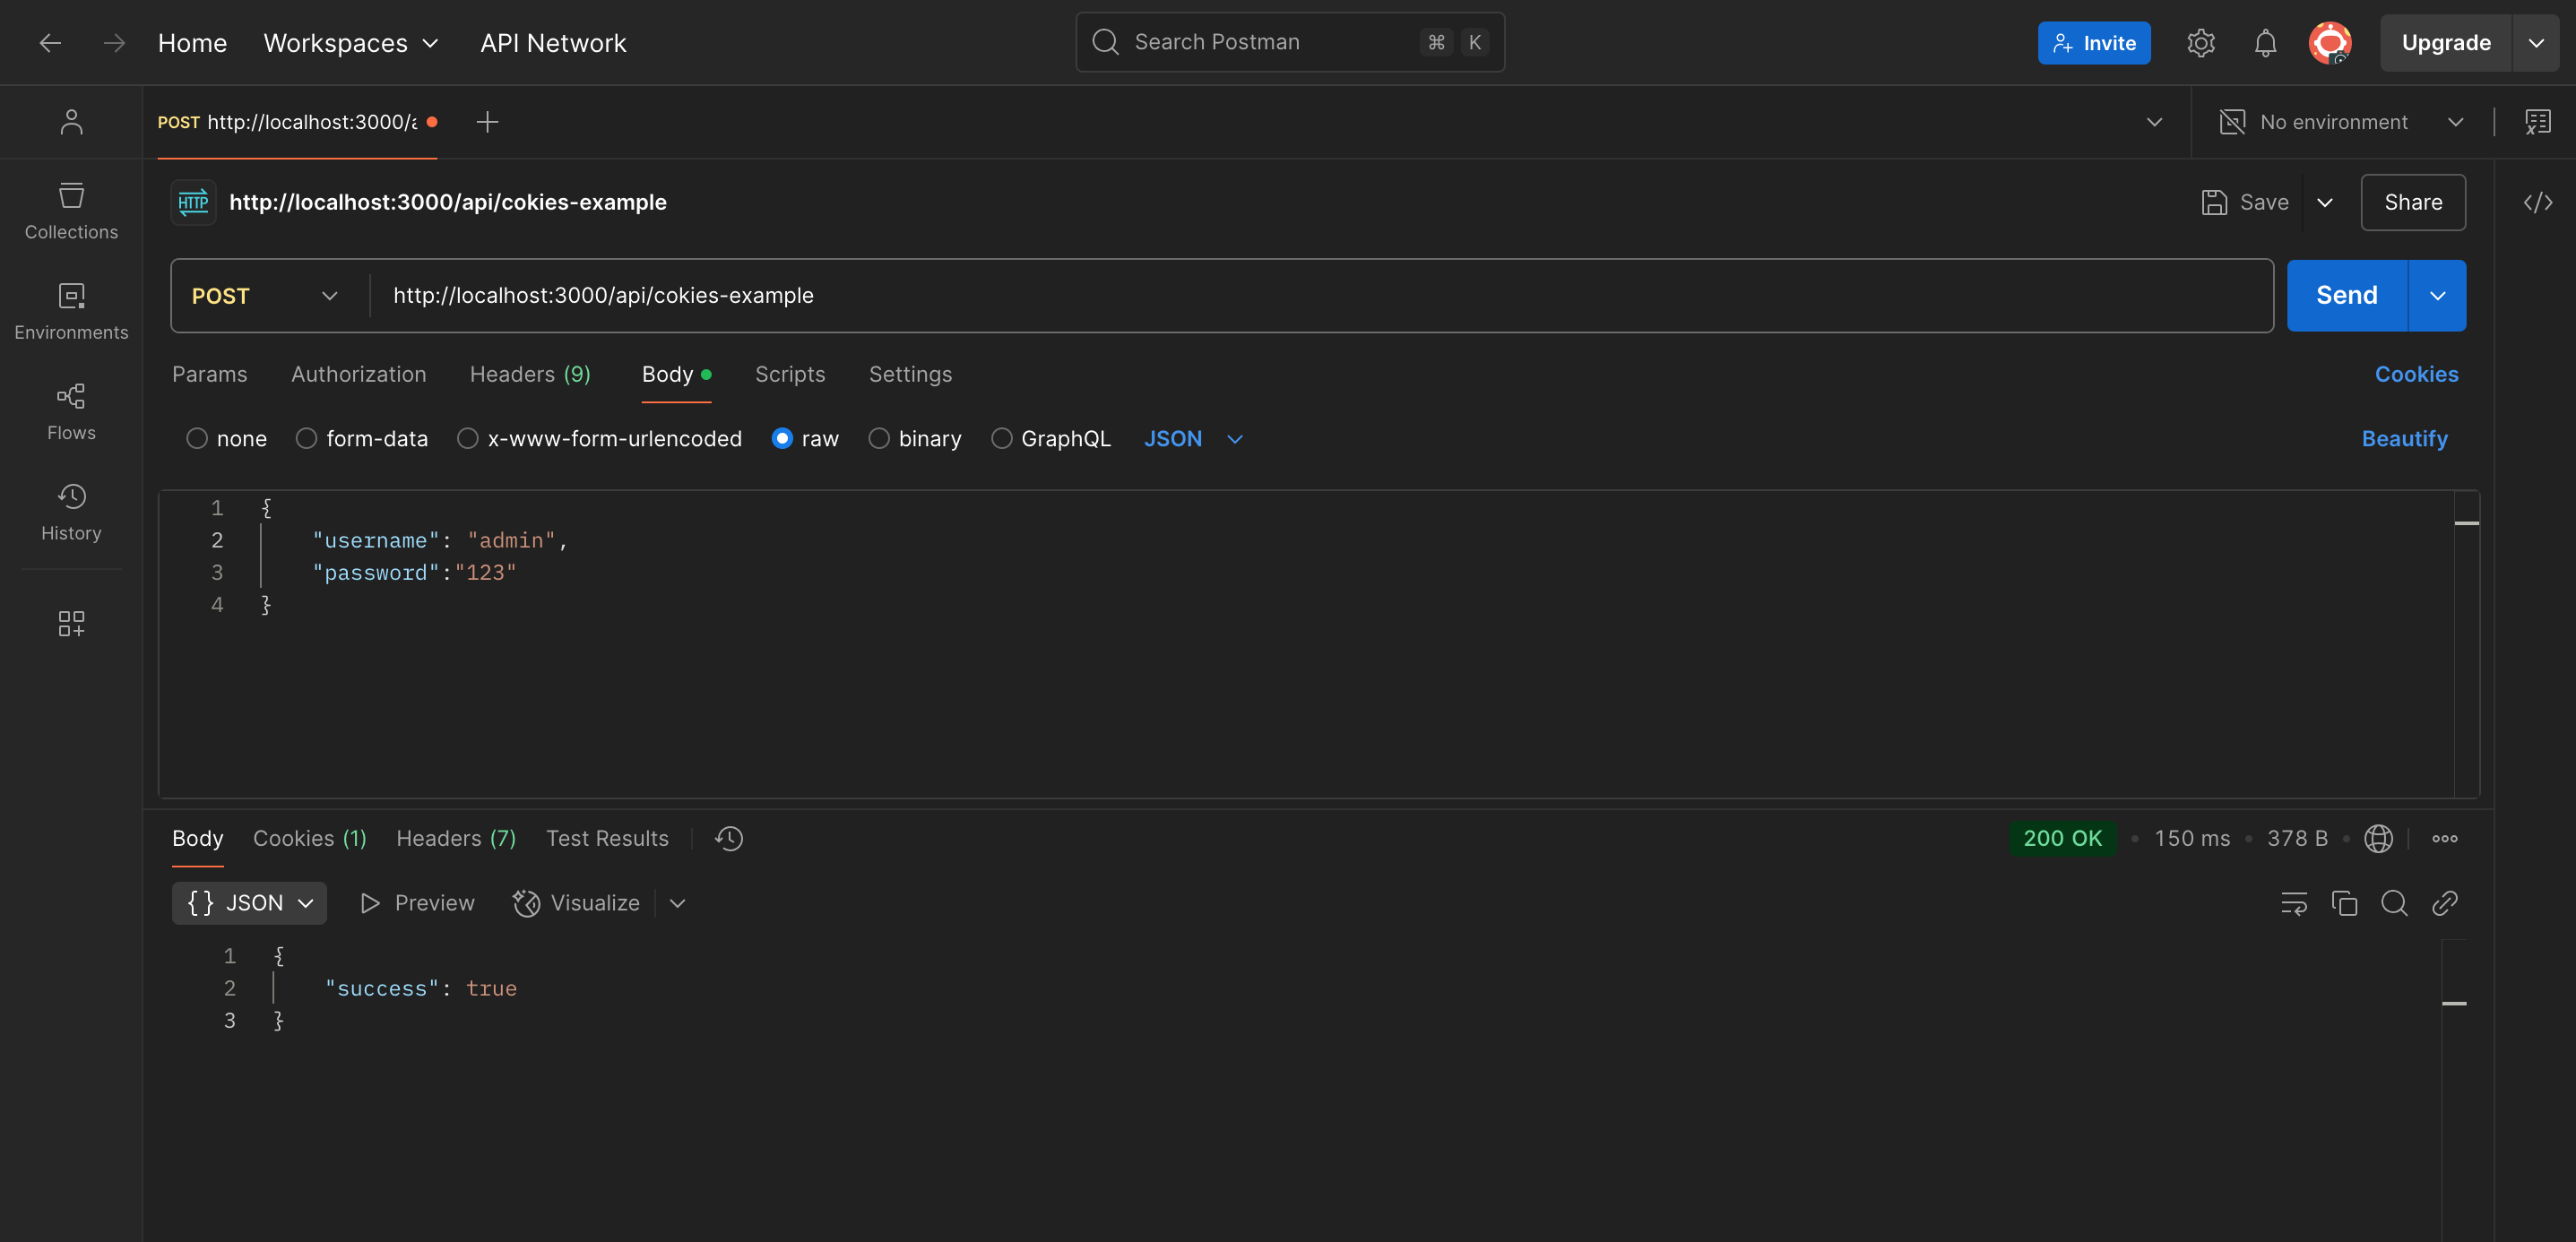 Home Workspaces API Network Search Postman ⌘ K Invite Upgrade
POST http://localhost:3000/a No environment
Collections
Environments
Flows
History
HTTP http://localhost:3000/api/cokies-example Save Share
POST http://localhost:3000/api/cokies-example Send
Params Authorization Headers (9) Body Scripts Settings Cookies
none form-data x-www-form-urlencoded raw binary GraphQL JSON Beautify
1 {
2 "username": "admin",
3 "password":"123"
4 }
Body Cookies (1) Headers (7) Test Results 200 OK • 150 ms • 378 B •
{} JSON Preview Visualize
1 {
2 "success": true
3 }